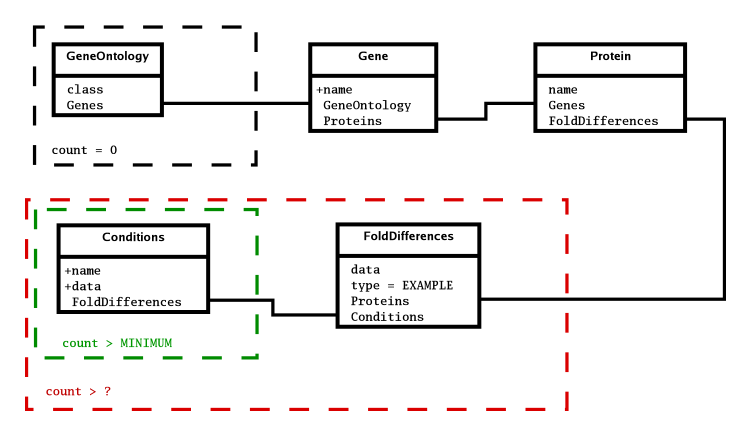 GeneOntology
class
Genes
count = 0
Gene
+name
GeneOntology
Proteins
Protein
name
Genes
FoldDifferences
Conditions
+name
+data
FoldDifferences
count > MINIMUM
FoldDifferences
data
type = EXAMPLE
Proteins
Conditions
count > ?